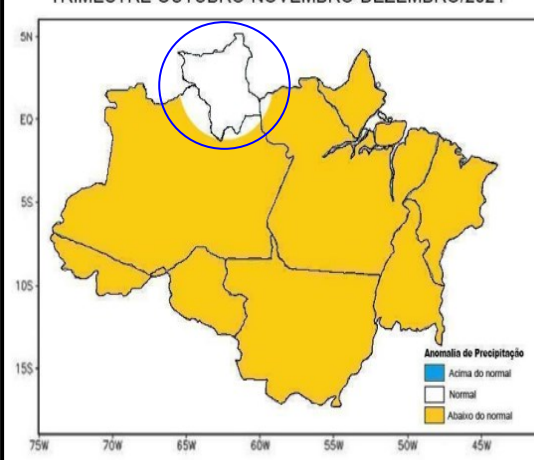 TRIMESTRE OUTUBRO-NOVEMBRO-DEZEMBRO/2021
5N
EQ
5S
10S
15S
75W 70W 65W 60W 55W 50W 45W
Anomalia de Precipitação
Acima do normal
Normal
Abaixo do normal